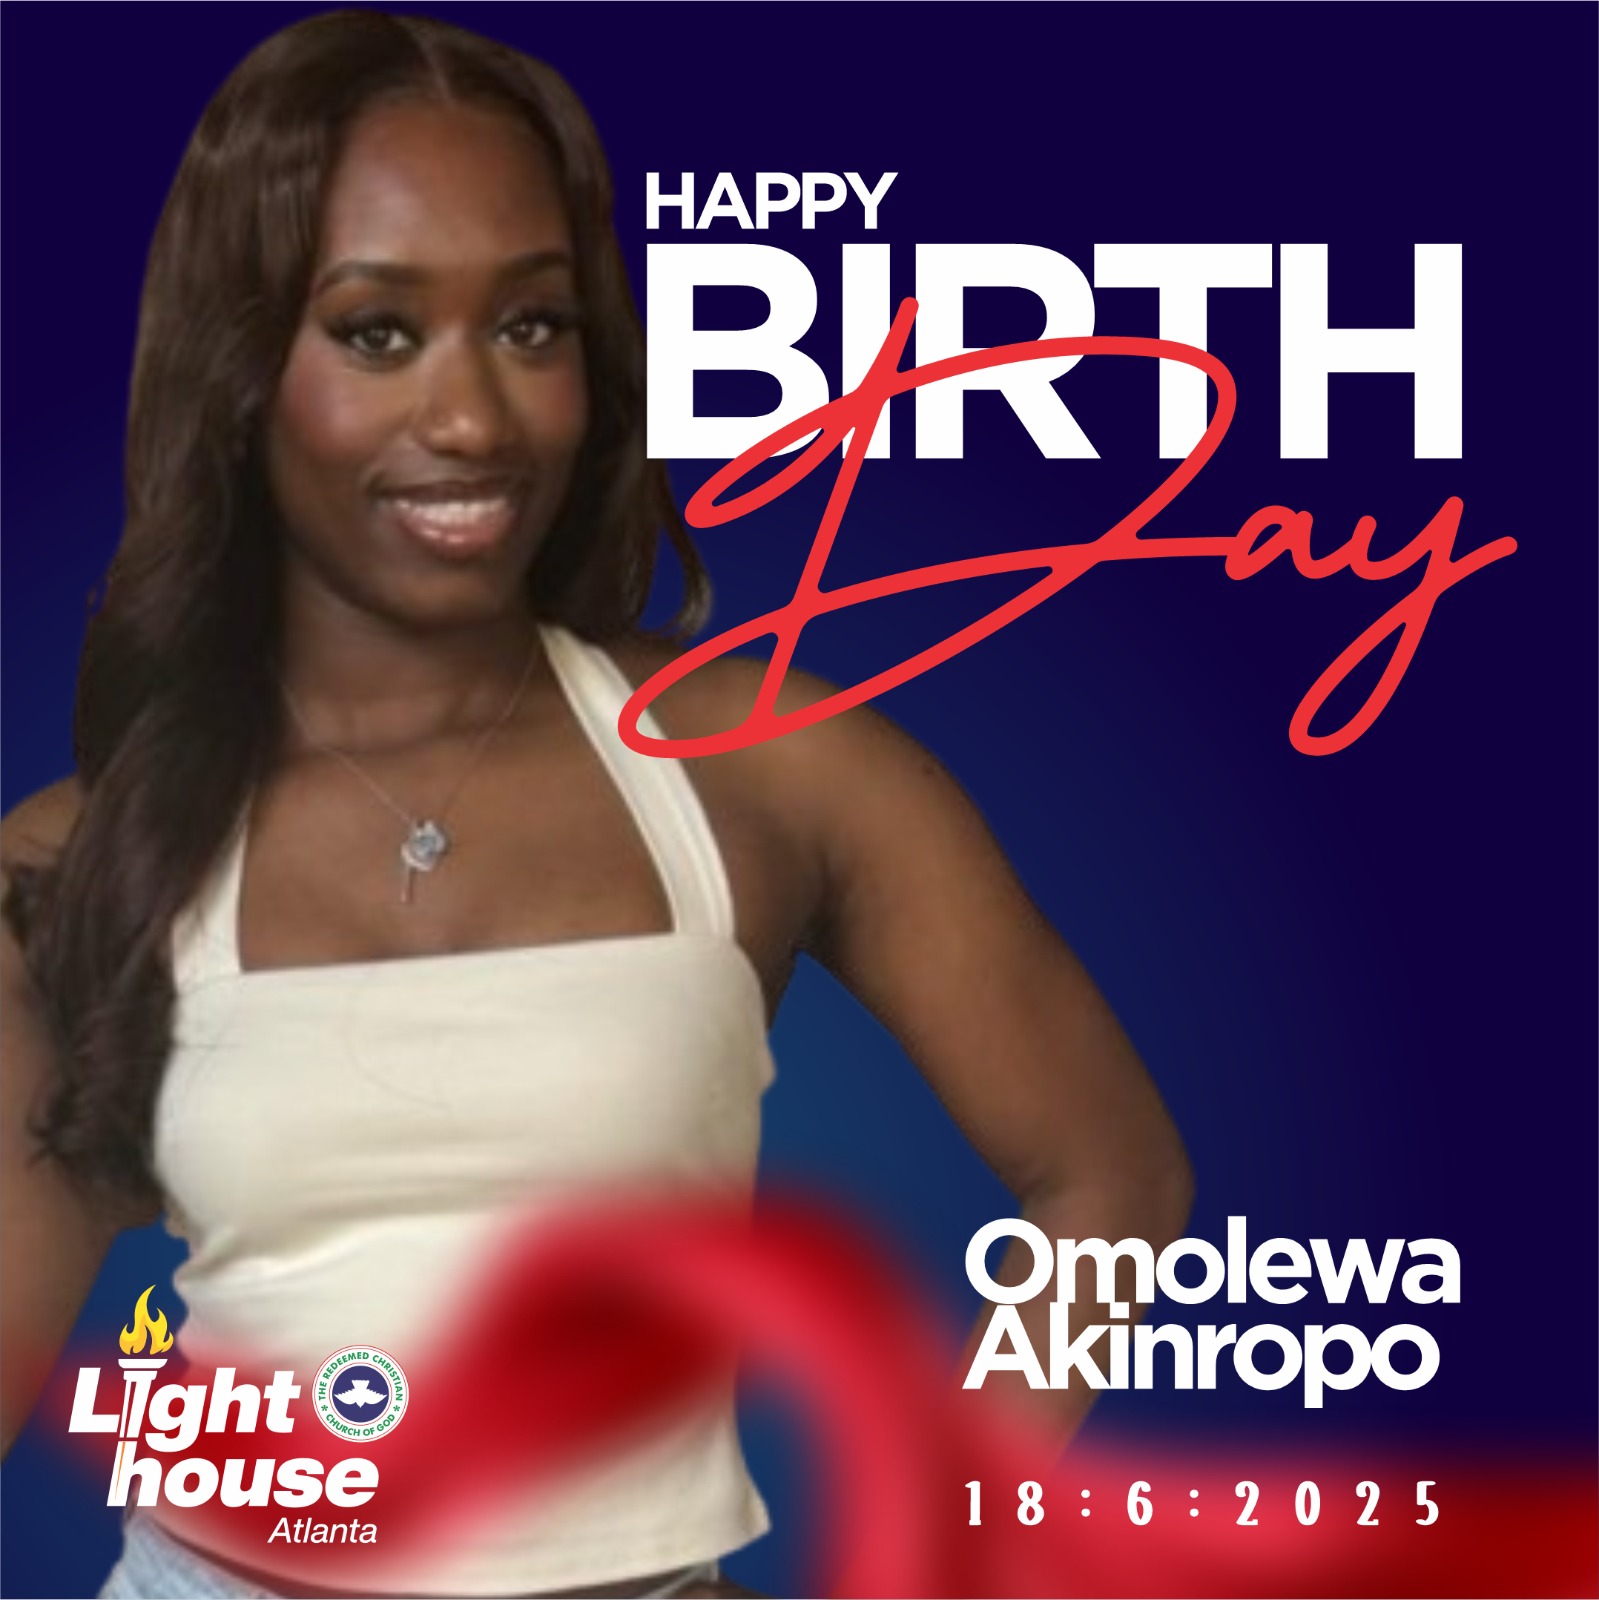 HAPPY
BIRTH
Day
Omolewa
Akinropo
18:6:2025
Light
house
Atlanta
THE REDEEMED CHRISTIAN
CHURCH OF GOD